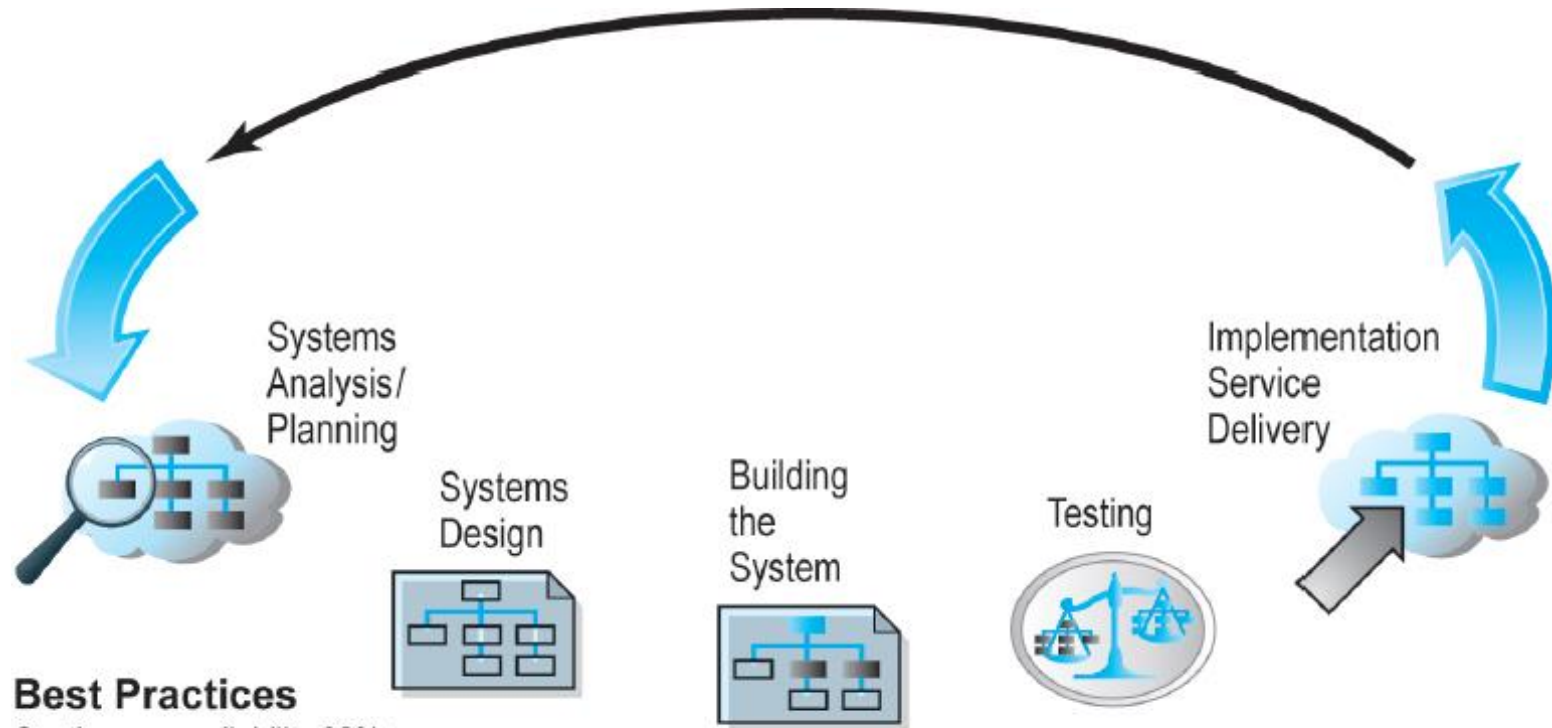 Systems
Analysis/
Planning
Systems
Design
Building
the
System
Testing
Implementation
Service
Delivery
Best Practices